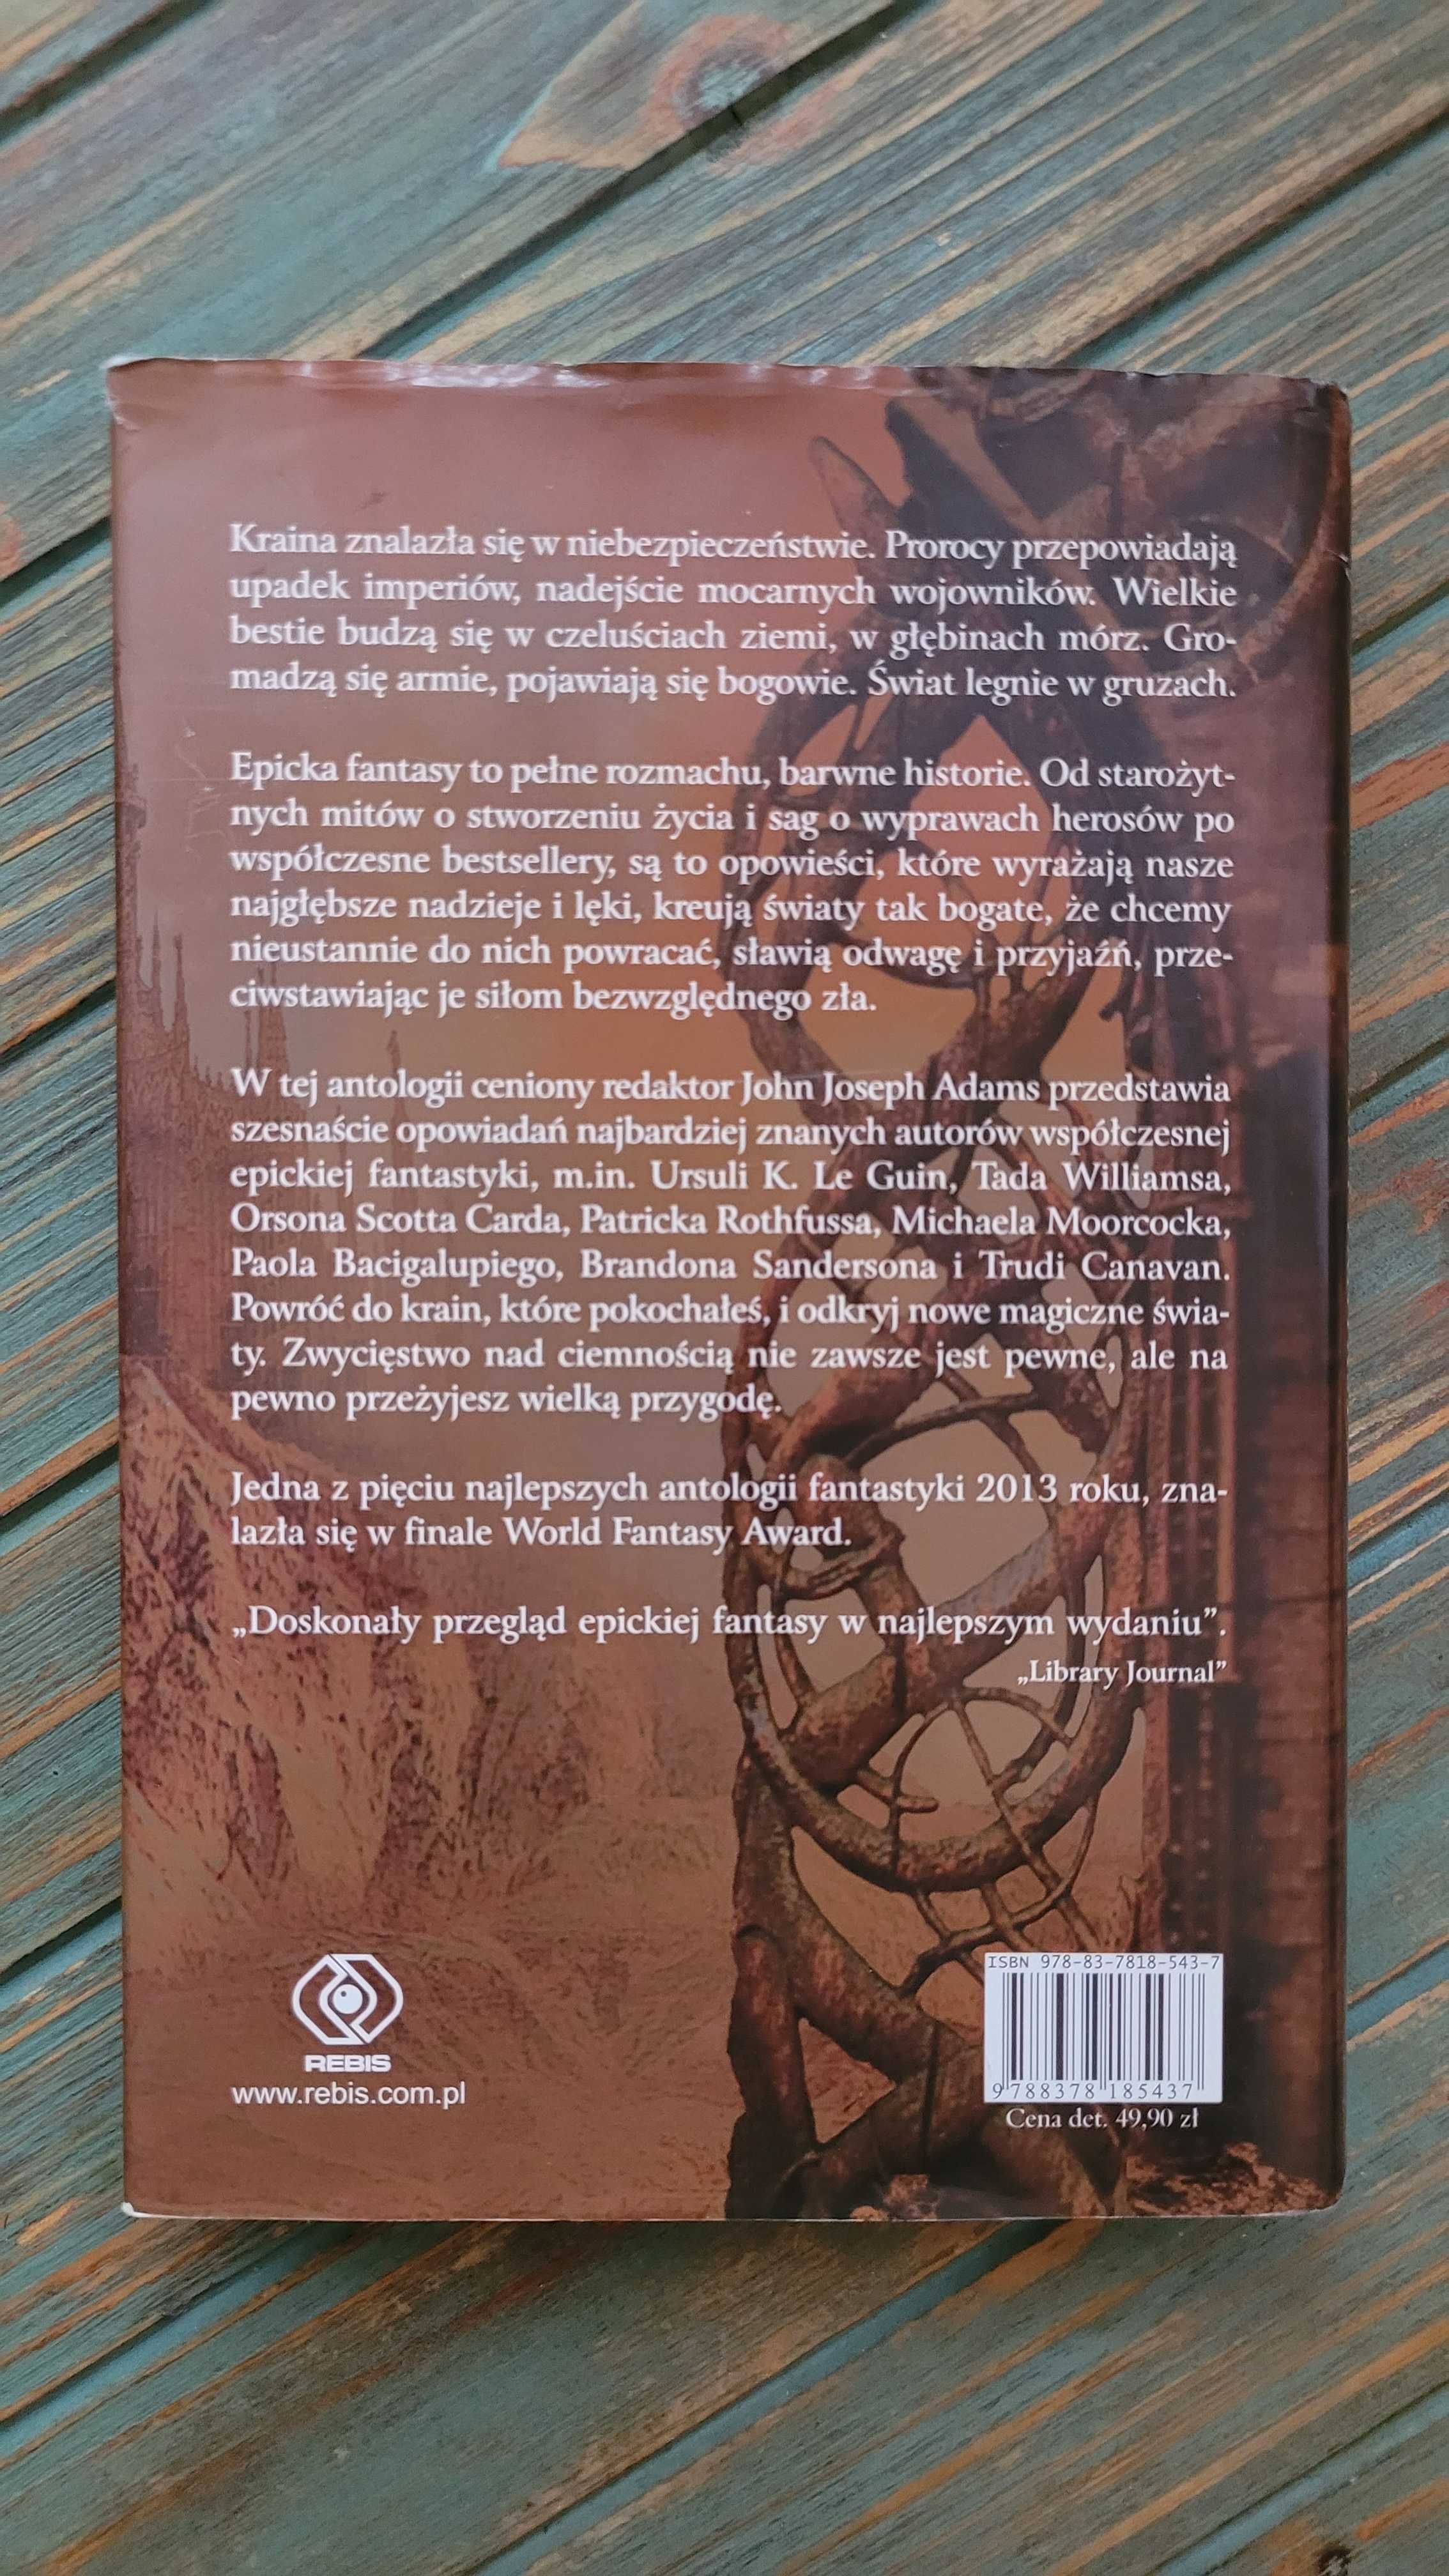 Kraina znalazła się w niebezpieczeństwie. Prorocy przepowiadają
upadek imperiów, nadejście mocarnych wojowników. Wielkie
bestie budzą się w czeluściach ziemi, w głębinach mórz. Gro-
madzą się armie, pojawiają się bogowie. Świat legnie w gruzach.
Epicka fantasy to pełne rozmachu, barwne historie. Od starożyt-
nych mitów o stworzeniu życia i sag o wyprawach herosów po
współczesne bestsellery, są to opowieści, które wyrażają nasze
najgłębsze nadzieje i lęki, kreują światy tak bogate, że chcemy
nieustannie do nich powracać, sławią odwagę i przyjaźń, prze-
ciwstawiając je siłom bezwzględnego zła.
W tej antologii ceniony redaktor John Joseph Adams przedstawia
szesnaście opowiadań najbardziej znanych autorów współczesnej
epickiej fantastyki, m.in. Ursuli K. Le Guin, Tada Williamsa,
Orsona Scotta Carda, Patricka Rothfussa, Michaela Moorcocka,
Paola Bacigalupiego, Brandona Sandersona i Trudi Canavan.
Powróć do krain, które pokochałeś, i odkryj nowe magiczne świa-
ty. Zwycięstwo nad ciemnością nie zawsze jest pewne, ale na
pewno przeżyjesz wielką przygodę.
Jedna z pięciu najlepszych antologii fantastyki 2013 roku, zna-
lazła się w finale World Fantasy Award.
„Doskonały przegląd epickiej fantasy w najlepszym wydaniu”.
„Library Journal”
REBIS
www.rebis.com.pl
ISBN 978-83-7818-543-7
9 788378 185437
Cena det. 49,90 zł